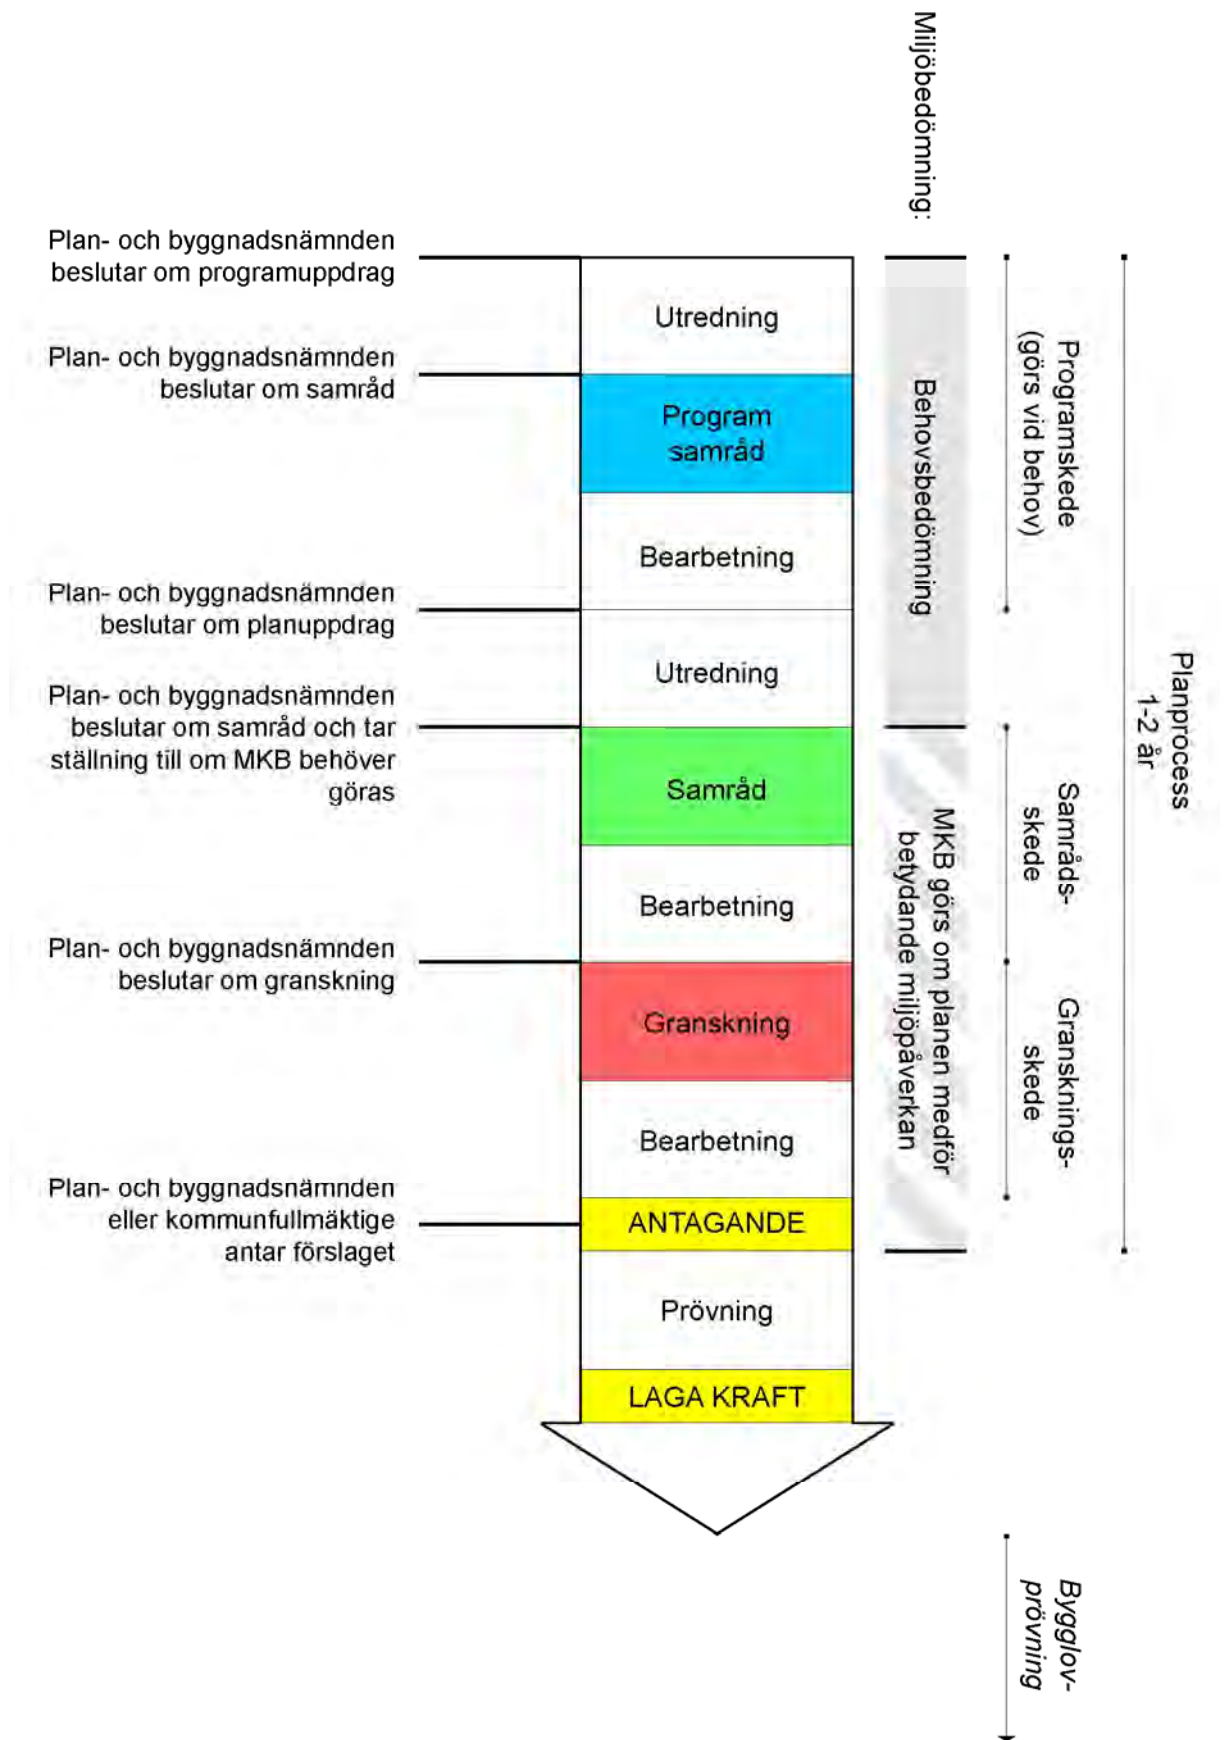 Miljöbedömning:
Plan- och byggnadsnämnden
beslutar om programuppdrag
Plan- och byggnadsnämnden
beslutar om samråd
Plan- och byggnadsnämnden
beslutar om planuppdrag
Plan- och byggnadsnämnden
beslutar om samråd och tar
ställning till om MKB behöver
göras
Plan- och byggnadsnämnden
beslutar om granskning
Plan- och byggnadsnämnden
eller kommunfullmäktige
antar förslaget
Utredning
Program
samråd
Bearbetning
Utredning
Samråd
Bearbetning
Granskning
Bearbetning
ANTAGANDE
Prövning
LAGA KRAFT
Behovsbedömning
MKB görs om planen medför
betydande miljöpåverkan
Programskede
(görs vid behov)
Samråds-
skede
Gransknings-
skede
Planprocess
1-2 år
Bygglov-
prövning